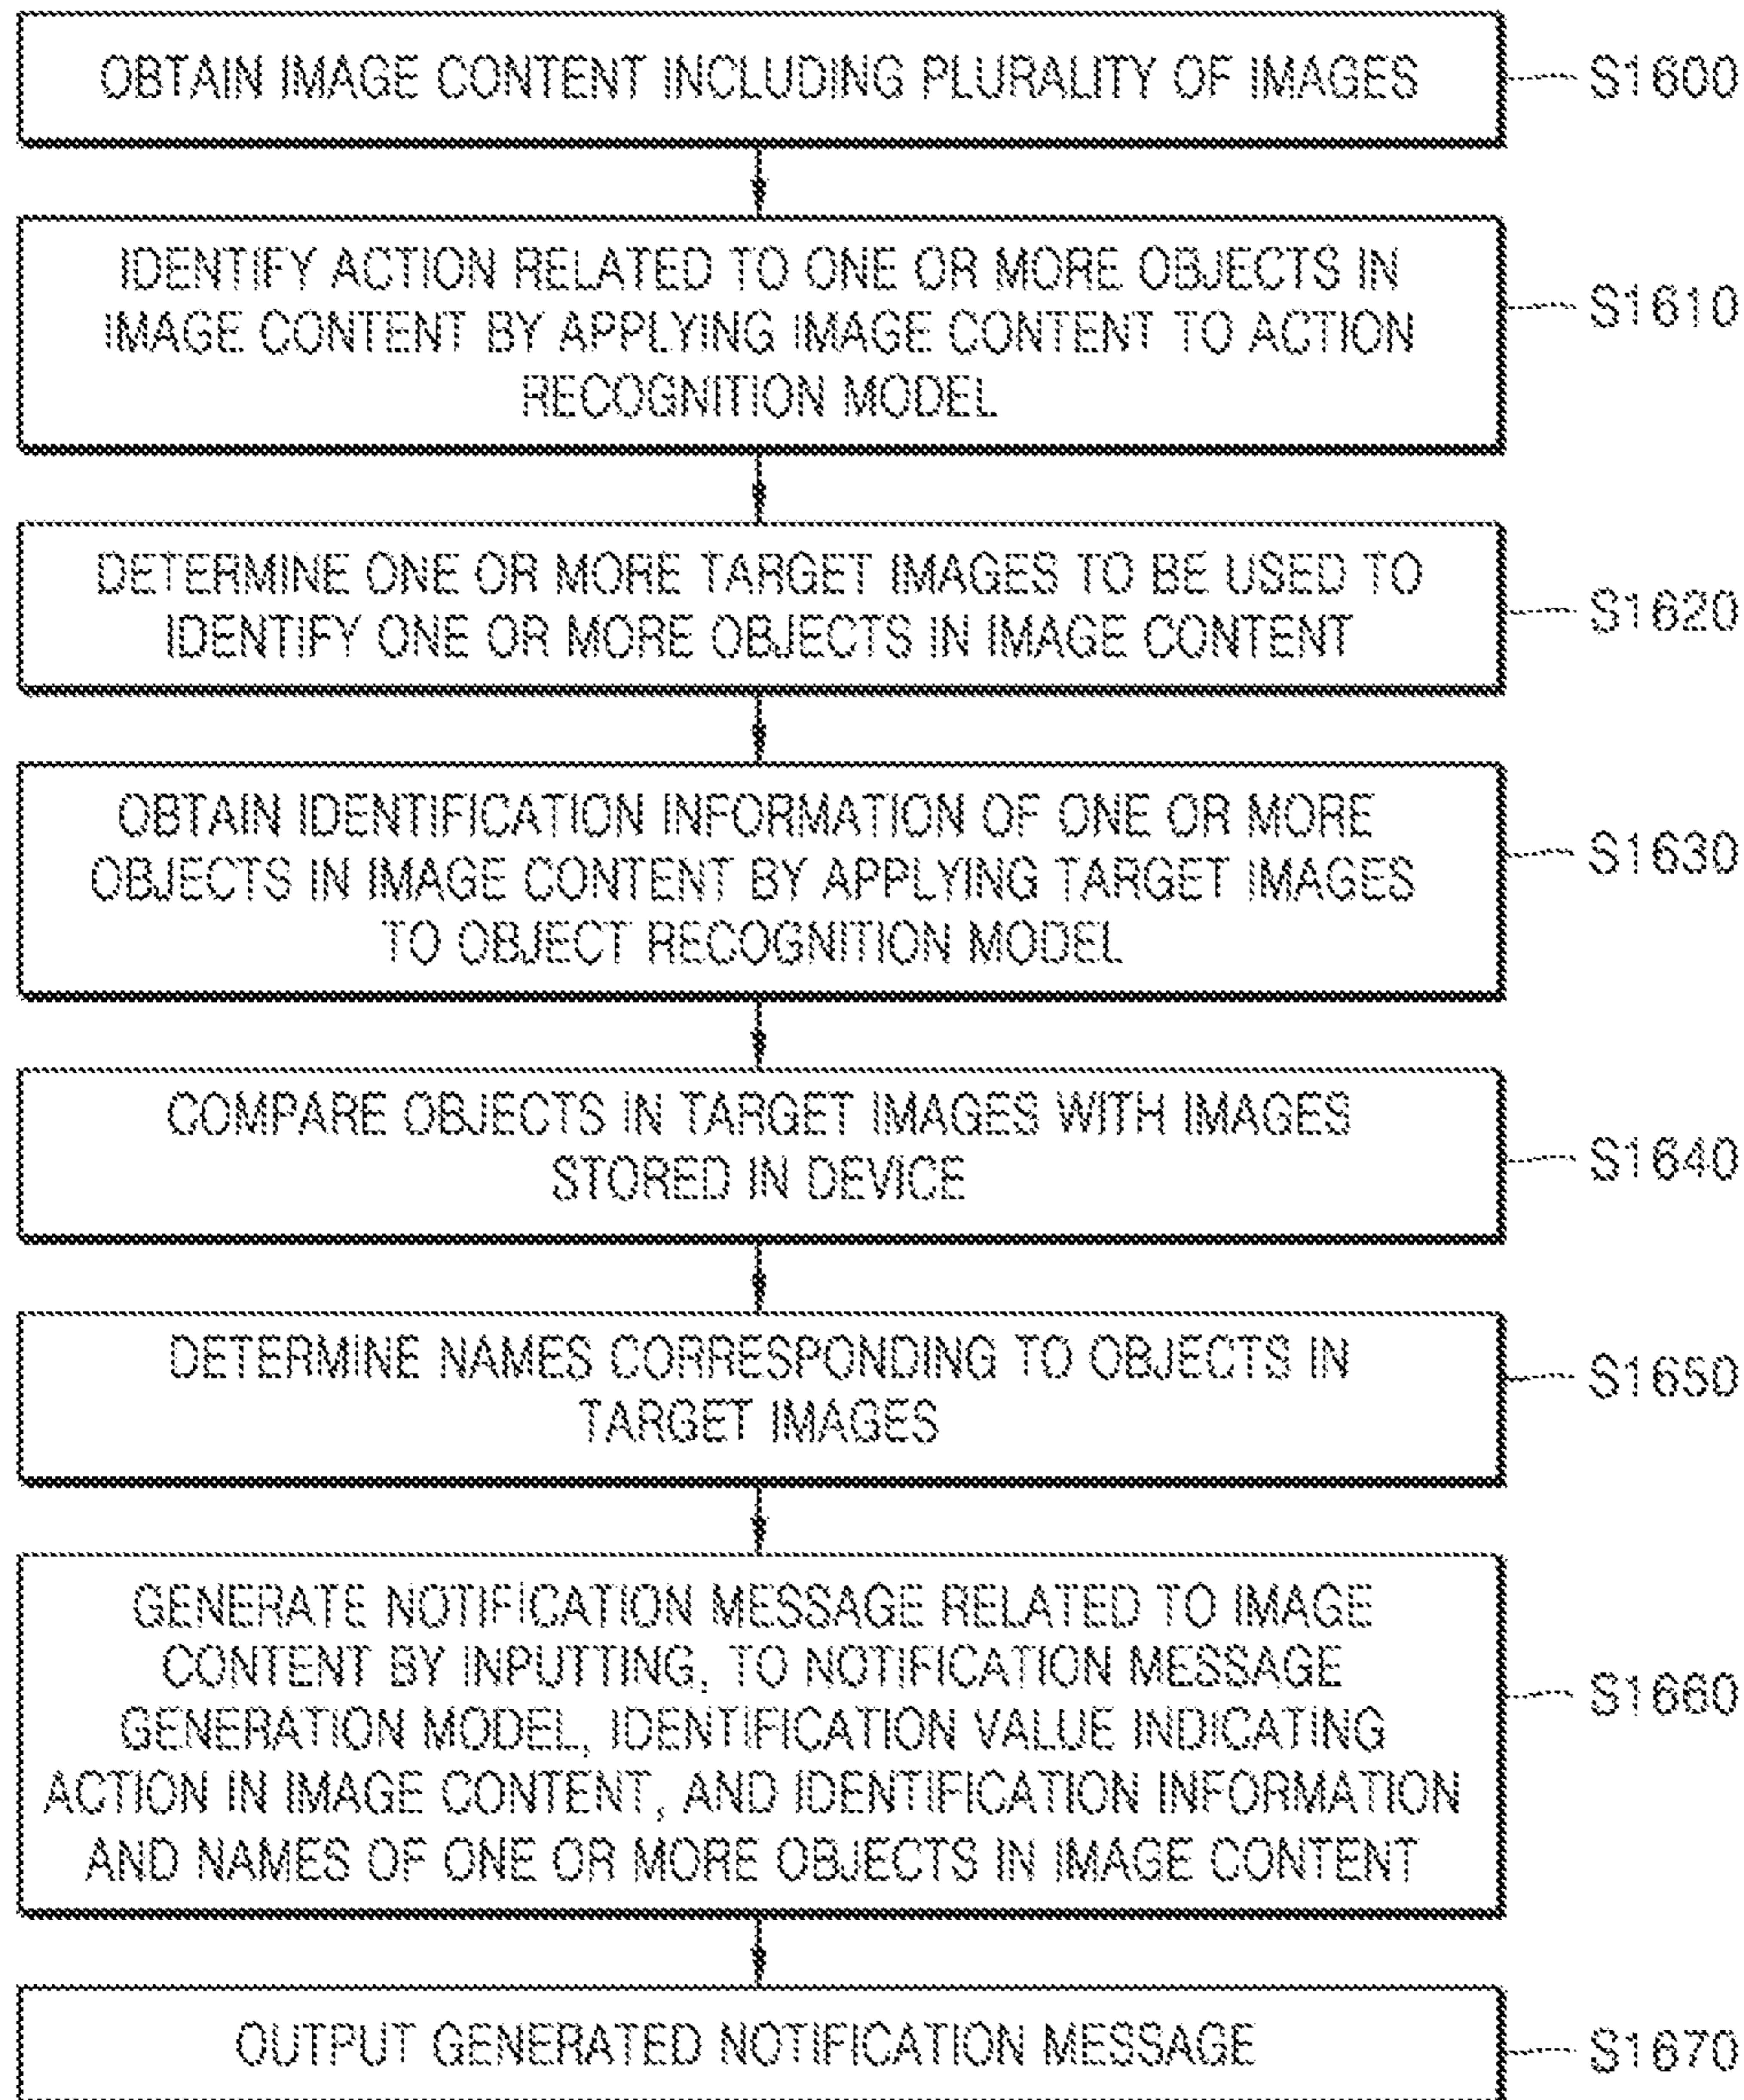 OBTAIN IMAGE CONTENT INCLUDING PLURALITY OF IMAGES
S1600
IDENTIFY ACTION RELATED TO ONE OR MORE OBJECTS IN
IMAGE CONTENT BY APPLYING IMAGE CONTENT TO ACTION
RECOGNITION MODEL
S1610
DETERMINE ONE OR MORE TARGET IMAGES TO BE USED TO
IDENTIFY ONE OR MORE OBJECTS IN IMAGE CONTENT
S1620
OBTAIN IDENTIFICATION INFORMATION OF ONE OR MORE
OBJECTS IN IMAGE CONTENT BY APPLYING TARGET IMAGES
TO OBJECT RECOGNITION MODEL
S1630
COMPARE OBJECTS IN TARGET IMAGES WITH IMAGES
STORED IN DEVICE
S1640
DETERMINE NAMES CORRESPONDING TO OBJECTS IN
TARGET IMAGES
S1650
GENERATE NOTIFICATION MESSAGE RELATED TO IMAGE
CONTENT BY INPUTTING, TO NOTIFICATION MESSAGE
GENERATION MODEL, IDENTIFICATION VALUE INDICATING
ACTION IN IMAGE CONTENT, AND IDENTIFICATION INFORMATION
AND NAMES OF ONE OR MORE OBJECTS IN IMAGE CONTENT
S1660
OUTPUT GENERATED NOTIFICATION MESSAGE
S1670